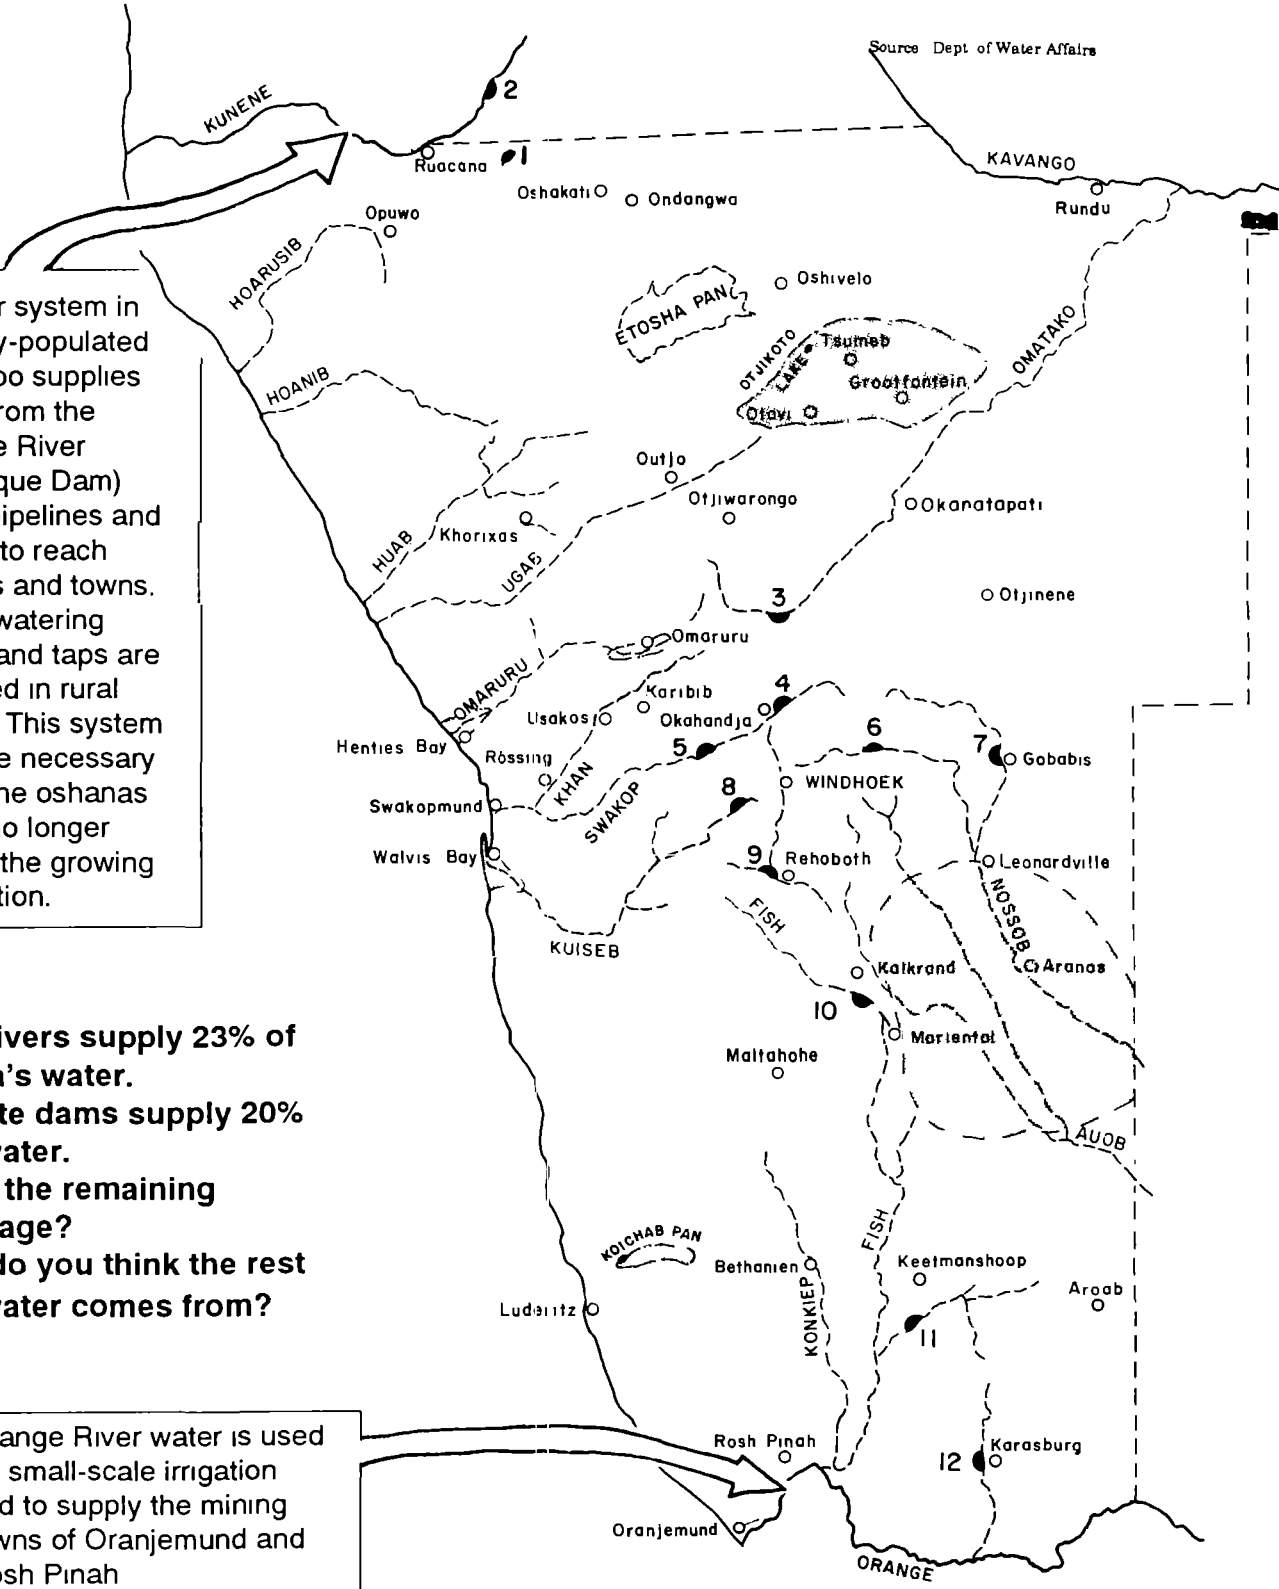 Source Dept of Water Affairs
KUNENE
2
Ruacana
1
KAVANGO
Rundu
Oshakati
Ondangwa
Opuwo
HOARUSIB
Oshivelo
ETOSHA PAN
OTJIKOTO
LAKE
Tsumeb
Grootfontein
Otavi
OMATAKO
HOANIB
r system in
y-populated
oo supplies
rom the
e River
que Dam)
ipelines and
to reach
s and towns.
watering
and taps are
ed in rural
This system
e necessary
he oshanas
o longer
the growing
tion.
Outjo
Otjiwarongo
Okanatapati
Khorixas
HUAB
UGAB
Otjinene
3
Omaruru
OMARURU
Karibib
4
Usakos
Okahandja
Henties Bay
5
6
7
Gobabis
Rössing
KHAN
SWAKOP
8
WINDHOEK
Swakopmund
Walvis Bay
9
Rehoboth
Leonardville
NOSSOB
FISH
KUISEB
Kalkrand
Aranos
10
Mariental
Maltahohe
AUOB
ivers supply 23% of
a's water.
te dams supply 20%
vater.
the remaining
age?
do you think the rest
vater comes from?
KOICHAB PAN
FISH
Bethanien
Keetmanshoop
Aroab
KONKIEP
Luderitz
11
ange River water is used
small-scale irrigation
d to supply the mining
wns of Oranjemund and
osh Pinah
Rosh Pinah
12
Karasburg
Oranjemund
ORANGE